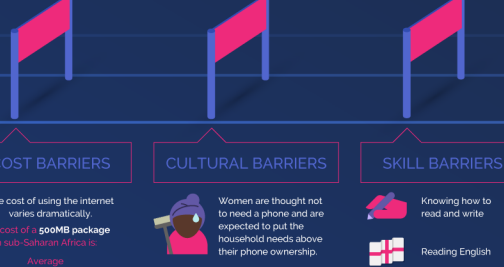 COST BARRIERS
cost of using the internet
varies dramatically.
cost of a 500MB package
sub-Saharan Africa is:
Average
CULTURAL BARRIERS
Women are thought not
to need a phone and are
expected to put the
household needs above
their phone ownership.
SKILL BARRIERS
Knowing how to
read and write
Reading English